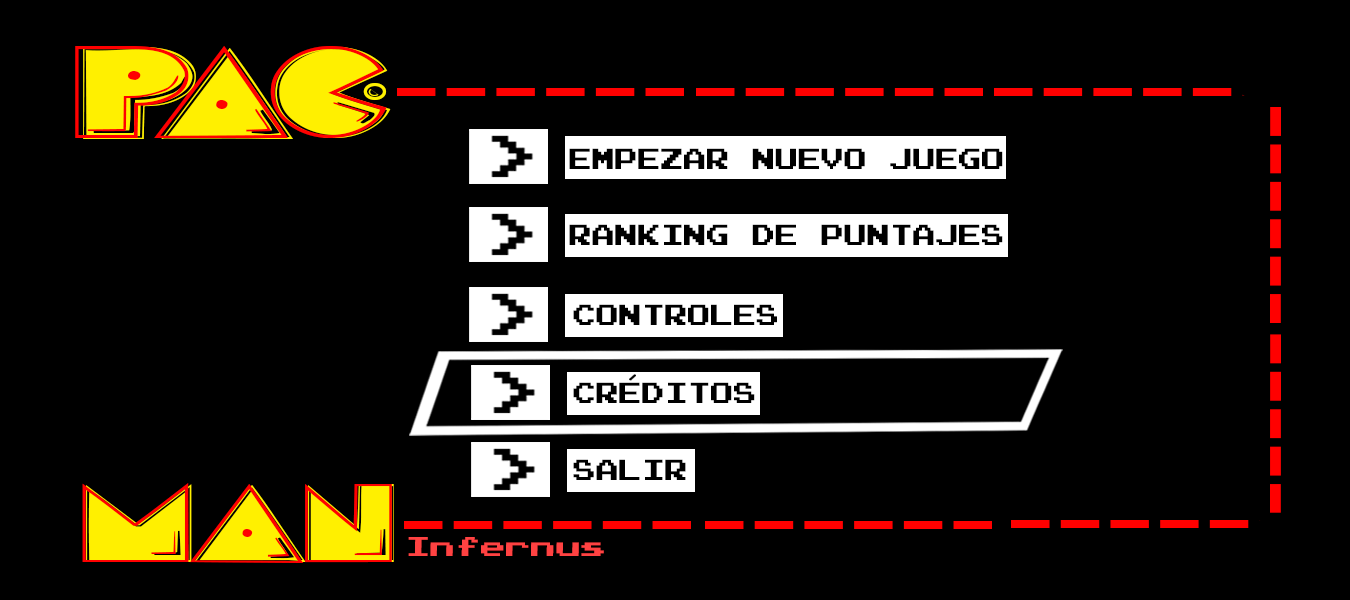 PAC
> EMPEZAR NUEVO JUEGO
> RANKING DE PUNTAJES
> CONTROLES
> CRÉDITOS
> SALIR
MAN
Infernus